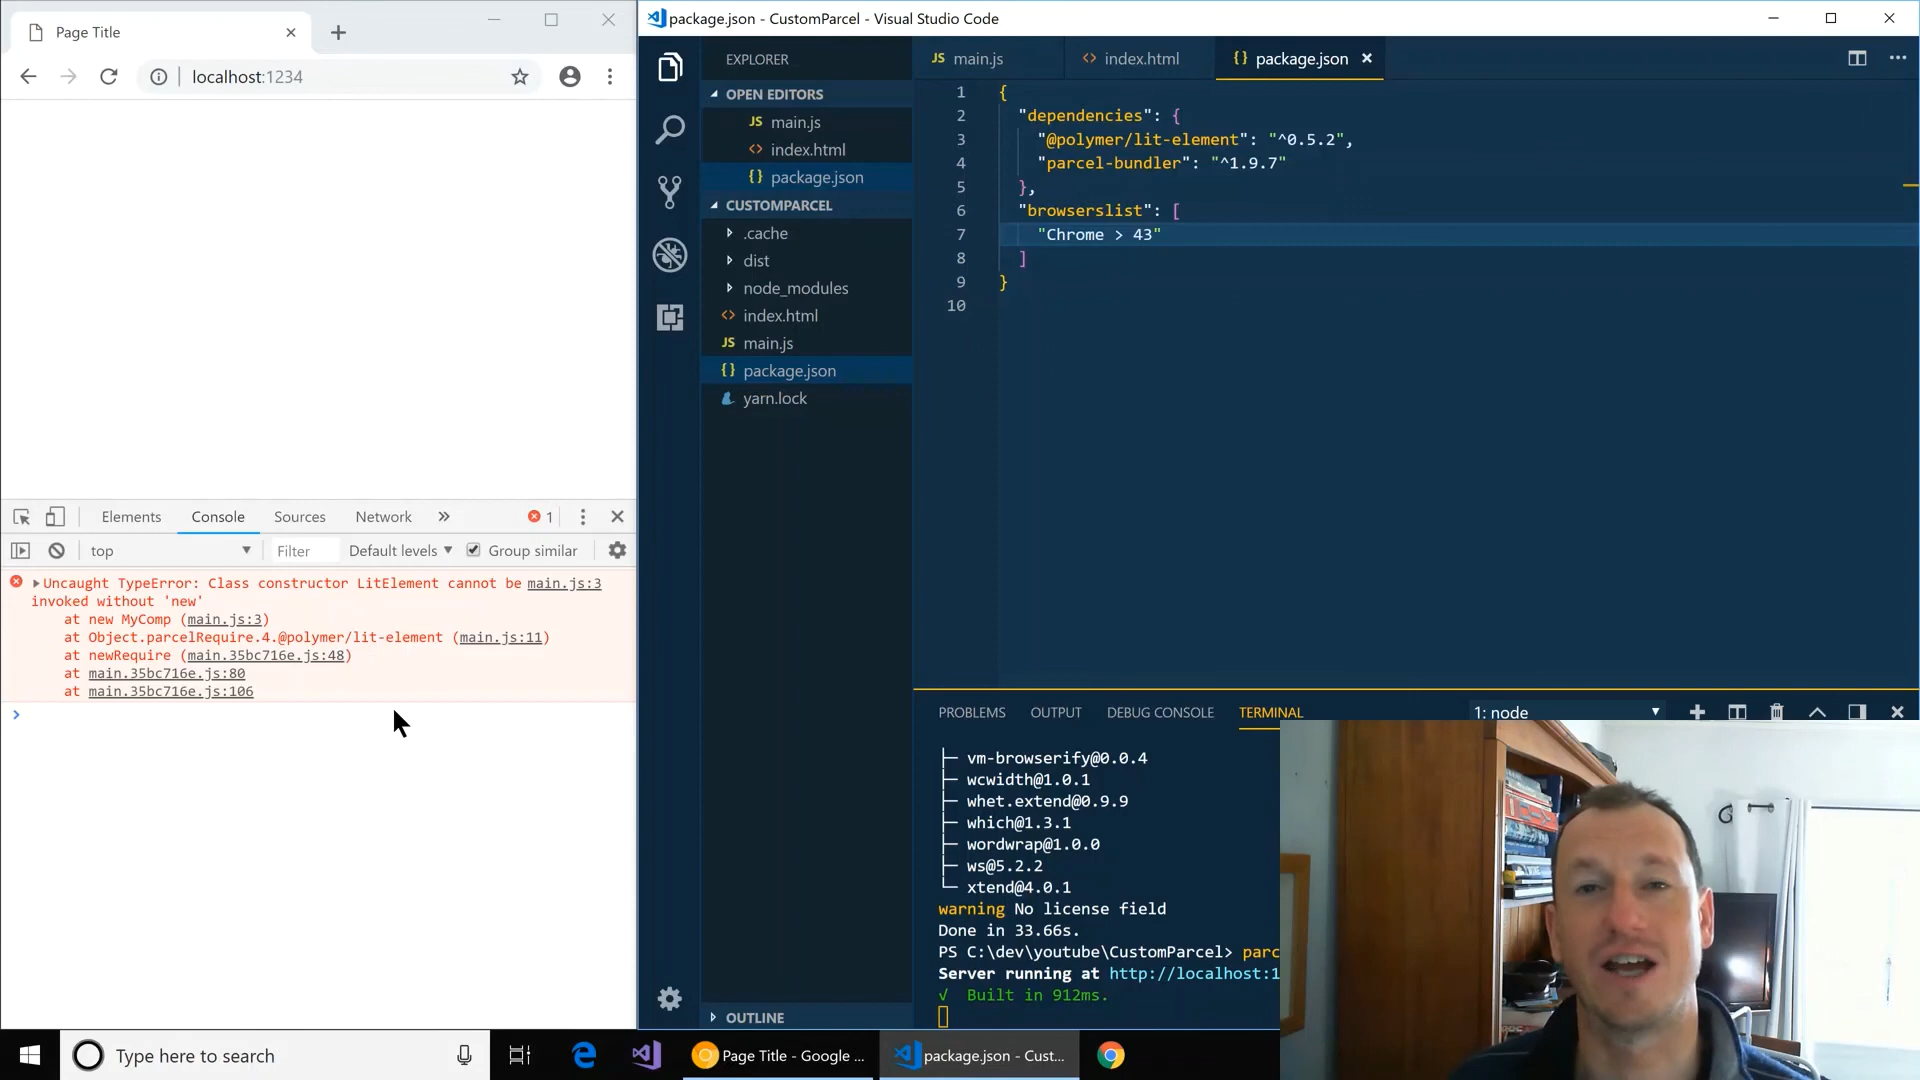 Page Title
localhost:1234
Elements
Console
Sources
Network
1
top
Filter
Default levels
Group similar
Uncaught TypeError: Class constructor LitElement cannot be main.js:3
invoked without 'new'
at new MyComp (main.js:3)
at Object.parcelRequire.4.@polymer/lit-element (main.js:11)
at newRequire (main.35bc716e.js:48)
at main.35bc716e.js:80
at main.35bc716e.js:106
package.json - CustomParcel - Visual Studio Code
EXPLORER
OPEN EDITORS
JS main.js
<> index.html
{} package.json
CUSTOMPARCEL
.cache
dist
node_modules
<> index.html
JS main.js
{} package.json
yarn.lock
OUTLINE
JS main.js
<> index.html
{} package.json
1 {
2 "dependencies": {
3 "@polymer/lit-element": "^0.5.2",
4 "parcel-bundler": "^1.9.7"
5 },
6 "browserslist": [
7 "Chrome > 43"
8 ]
9 }
10
PROBLEMS
OUTPUT
DEBUG CONSOLE
TERMINAL
1: node
├─ vm-browserify@0.0.4
├─ wcwidth@1.0.1
├─ whet.extend@0.9.9
├─ which@1.3.1
├─ wordwrap@1.0.0
├─ ws@5.2.2
└─ xtend@4.0.1
warning No license field
Done in 33.66s.
PS C:\dev\youtube\CustomParcel> parc
Server running at http://localhost:1
√ Built in 912ms.
Type here to search
Page Title - Google ...
package.json - Cust...